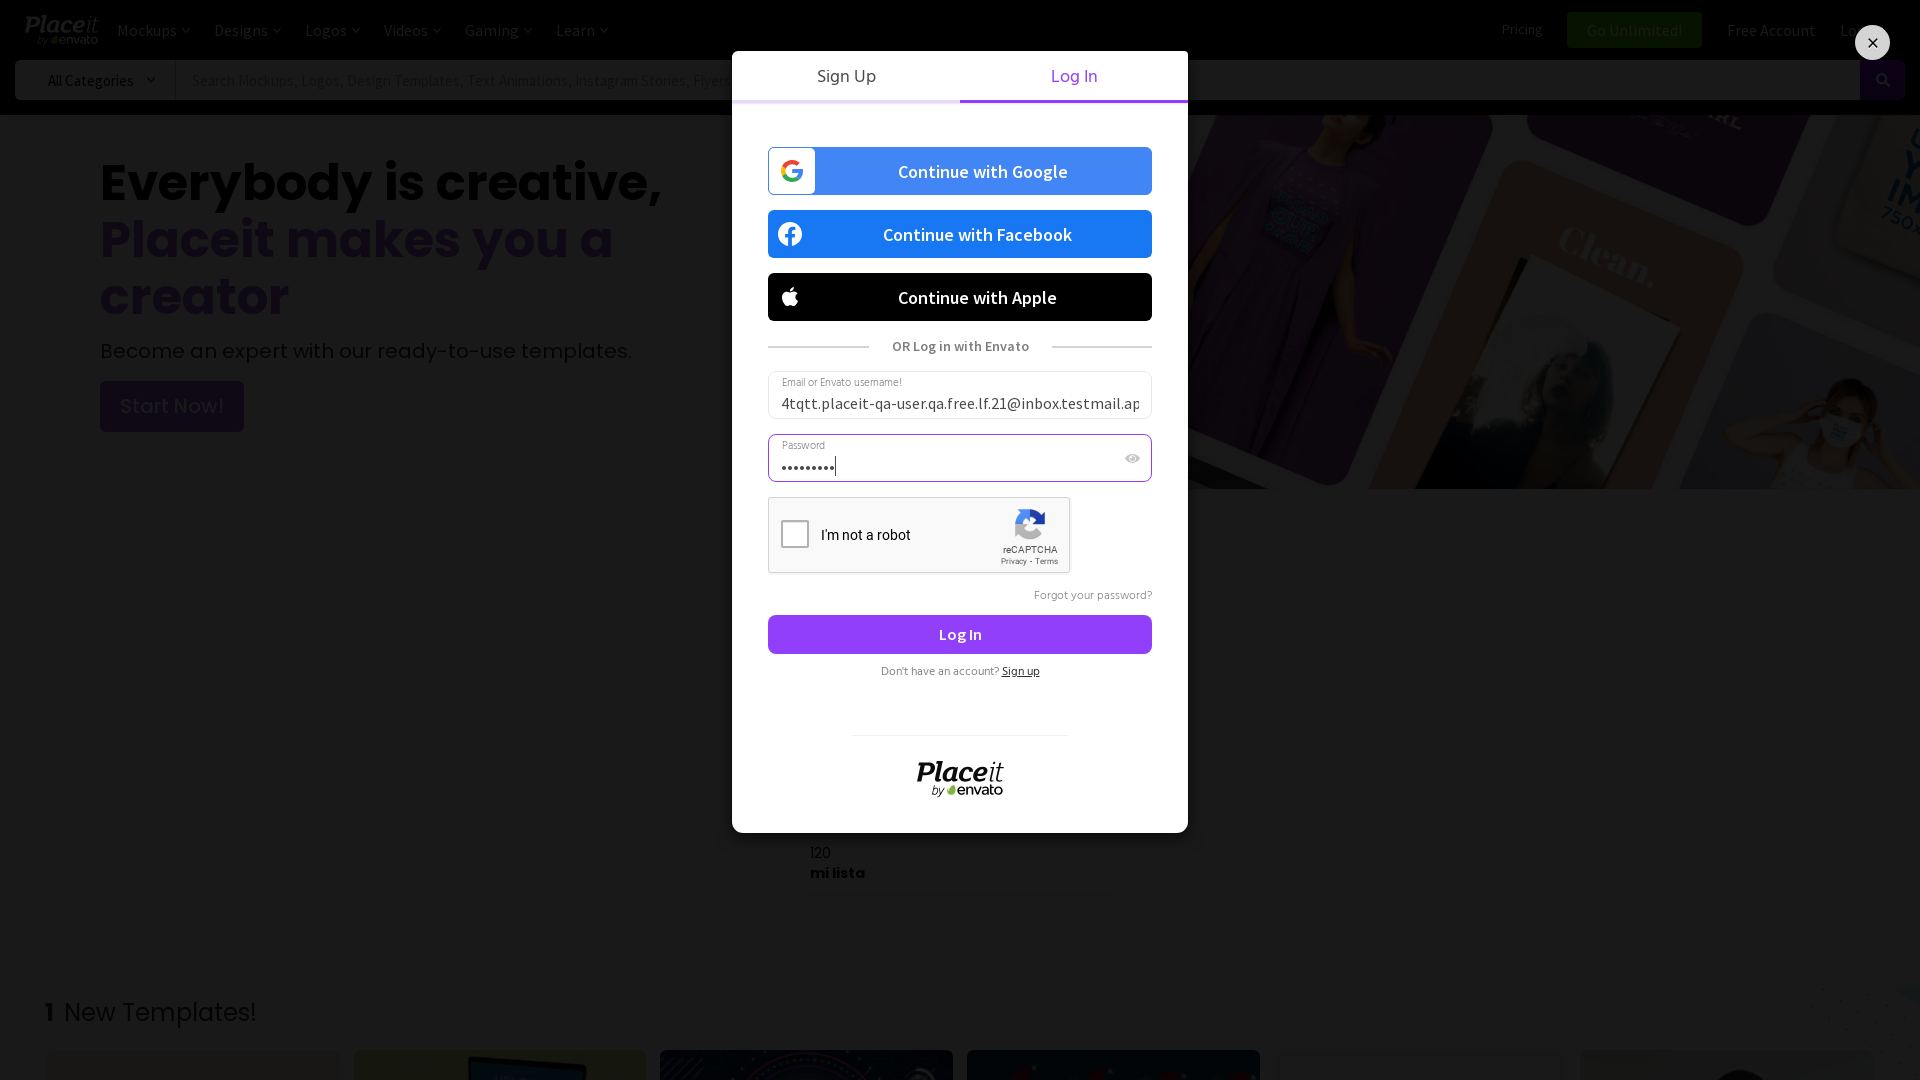 Placeit
by envato
Mockups
Designs
Logos
Videos
Gaming
Learn
Pricing
Go Unlimited!
Free Account
All Categories
Search Mockups, Logos, Design Templates, Text Animations, Instagram Stories, Flyers
Sign Up
Log In
Everybody is creative,
Placeit makes you a
creator
Become an expert with our ready-to-use templates.
Start Now!
Clean.
Continue with Google
Continue with Facebook
Continue with Apple
OR Log in with Envato
Email or Envato username!
4tqtt.placeit-qa-user.qa.free.lf.21@inbox.testmail.ap
Password
•••••••••
I'm not a robot
reCAPTCHA
Privacy - Terms
Forgot your password?
Log In
Don't have an account? Sign up
Placeit
by envato
120
mi lista
1 New Templates!